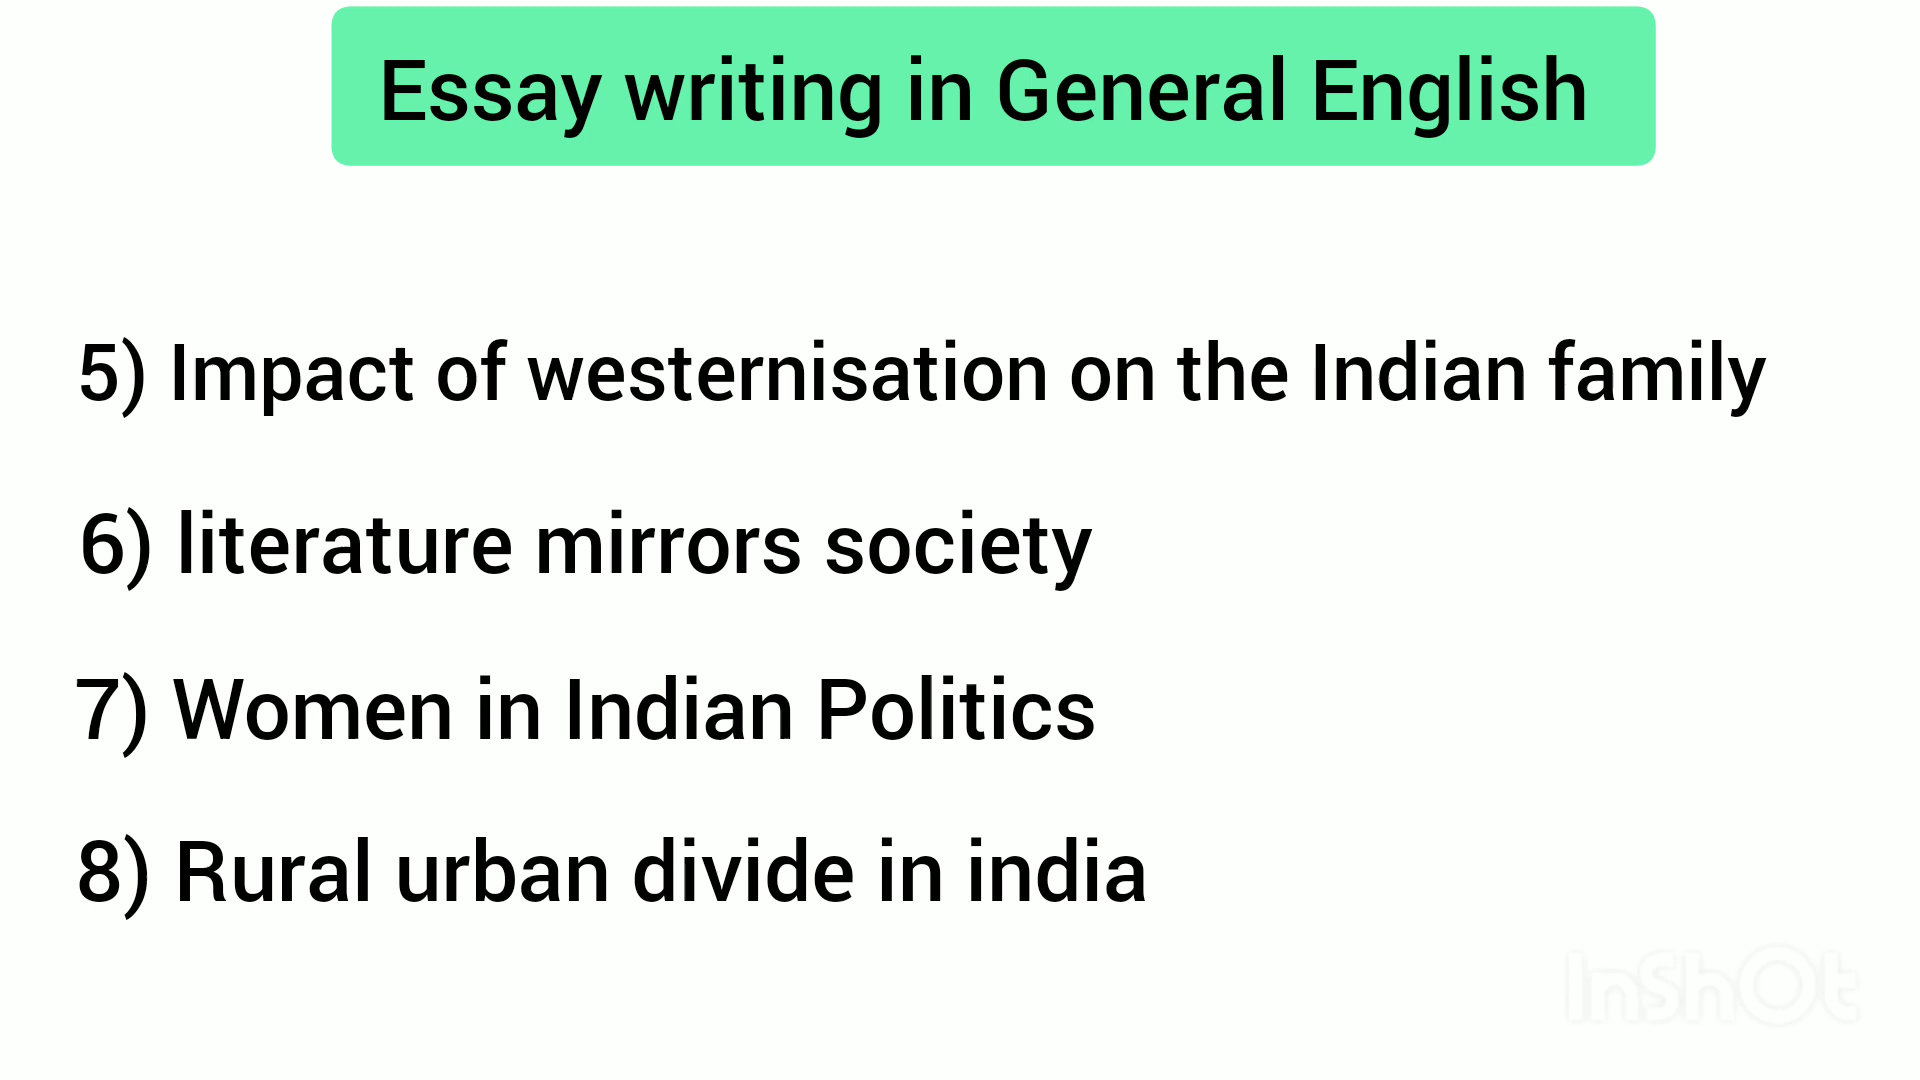 Essay writing in General English
5) Impact of westernisation on the Indian family
6) literature mirrors society
7) Women in Indian Politics
8) Rural urban divide in india
InShOt